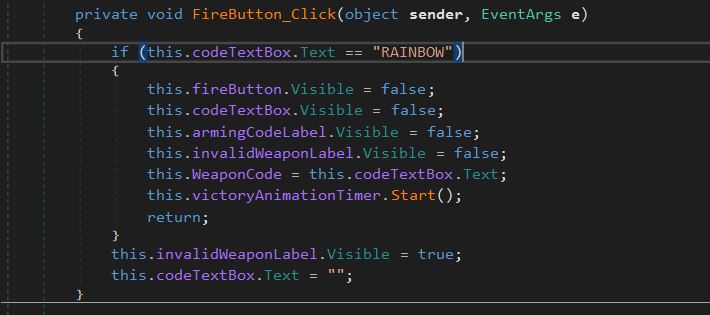 private void FireButton_Click(object sender, EventArgs e)
{
if (this.codeTextBox.Text == "RAINBOW")
{
this.fireButton.Visible = false;
this.codeTextBox.Visible = false;
this.armingCodeLabel.Visible = false;
this.invalidWeaponLabel.Visible = false;
this.WeaponCode = this.codeTextBox.Text;
this.victoryAnimationTimer.Start();
return;
}
this.invalidWeaponLabel.Visible = true;
this.codeTextBox.Text = "";
}